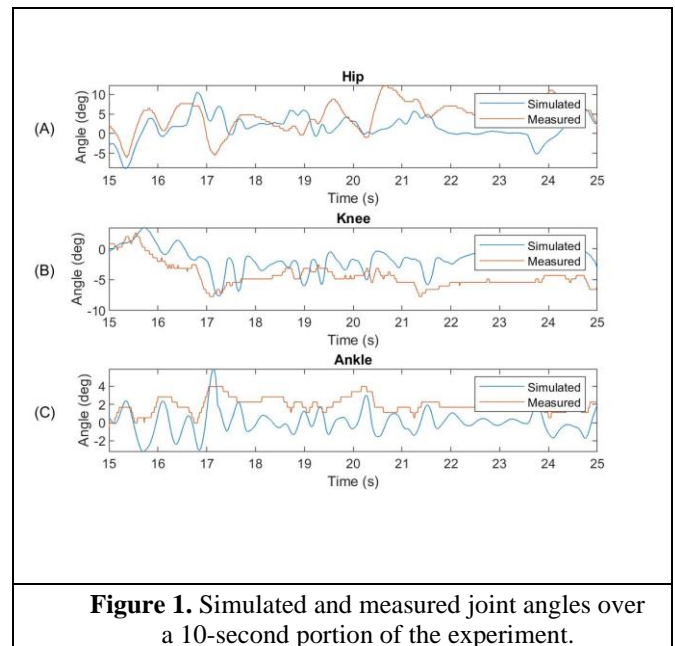 Hip
(A)
Angle (deg)
10
5
0
-5
Simulated
Measured
15 16 17 18 19 20 21 22 23 24 25
Time (s)
Knee
(B)
Angle (deg)
0
-5
-10
Simulated
Measured
15 16 17 18 19 20 21 22 23 24 25
Time (s)
Ankle
(C)
Angle (deg)
4
2
0
-2
Simulated
Measured
15 16 17 18 19 20 21 22 23 24 25
Time (s)
Figure 1. Simulated and measured joint angles over
a 10-second portion of the experiment.